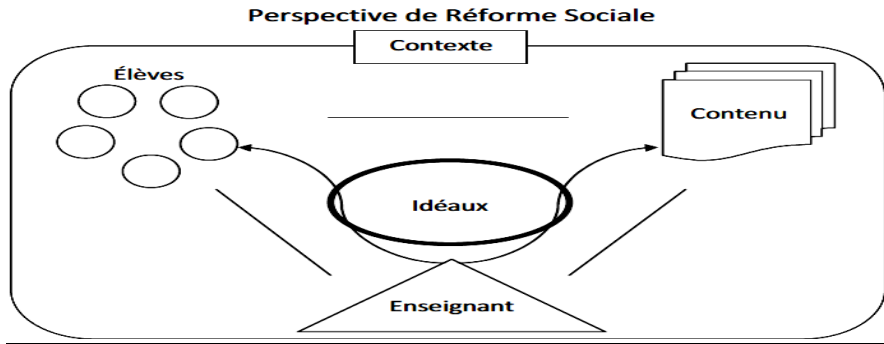 Perspective de Réforme Sociale
Contexte
Élèves
Contenu
Idéaux
Enseignant